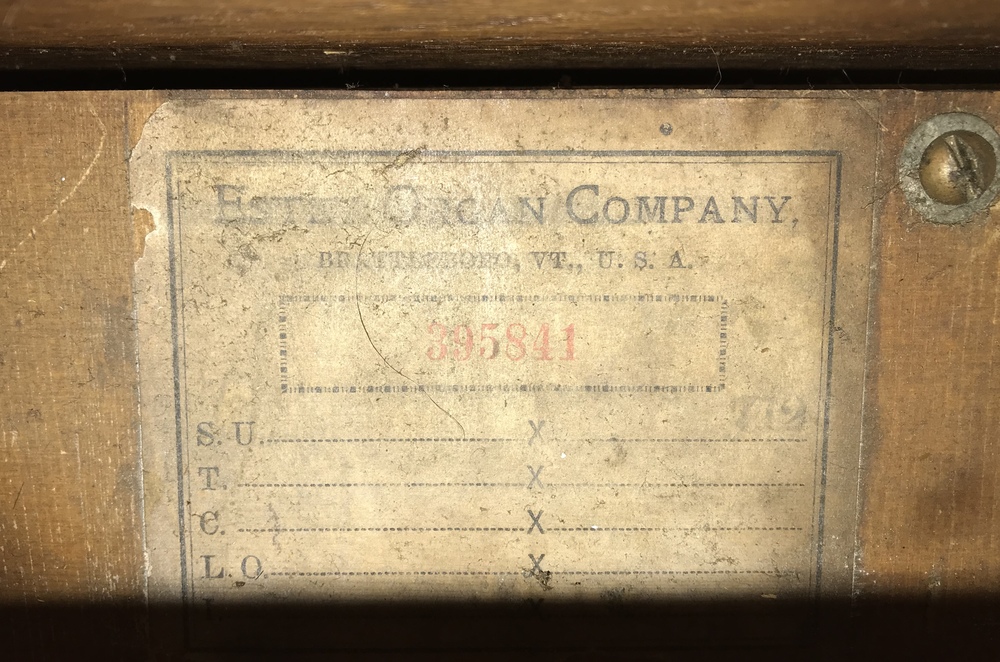 ESTEY ORGAN COMPANY,
BRATTLEBORO, VT., U. S. A.
395841
S. U. X
T. X
C. X
L. O. X